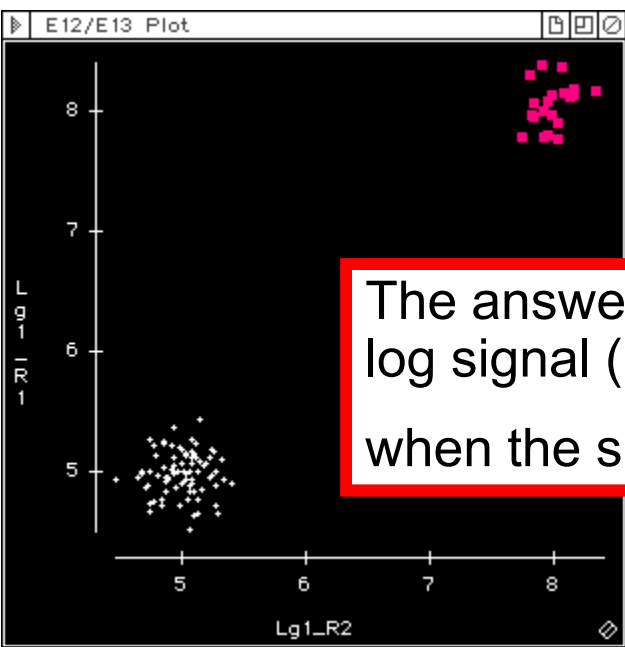 E12/E13 Plot
8
7
6
5
Lg1_R1
5 6 7 8
Lg1_R2
The answe
log signal (
when the s